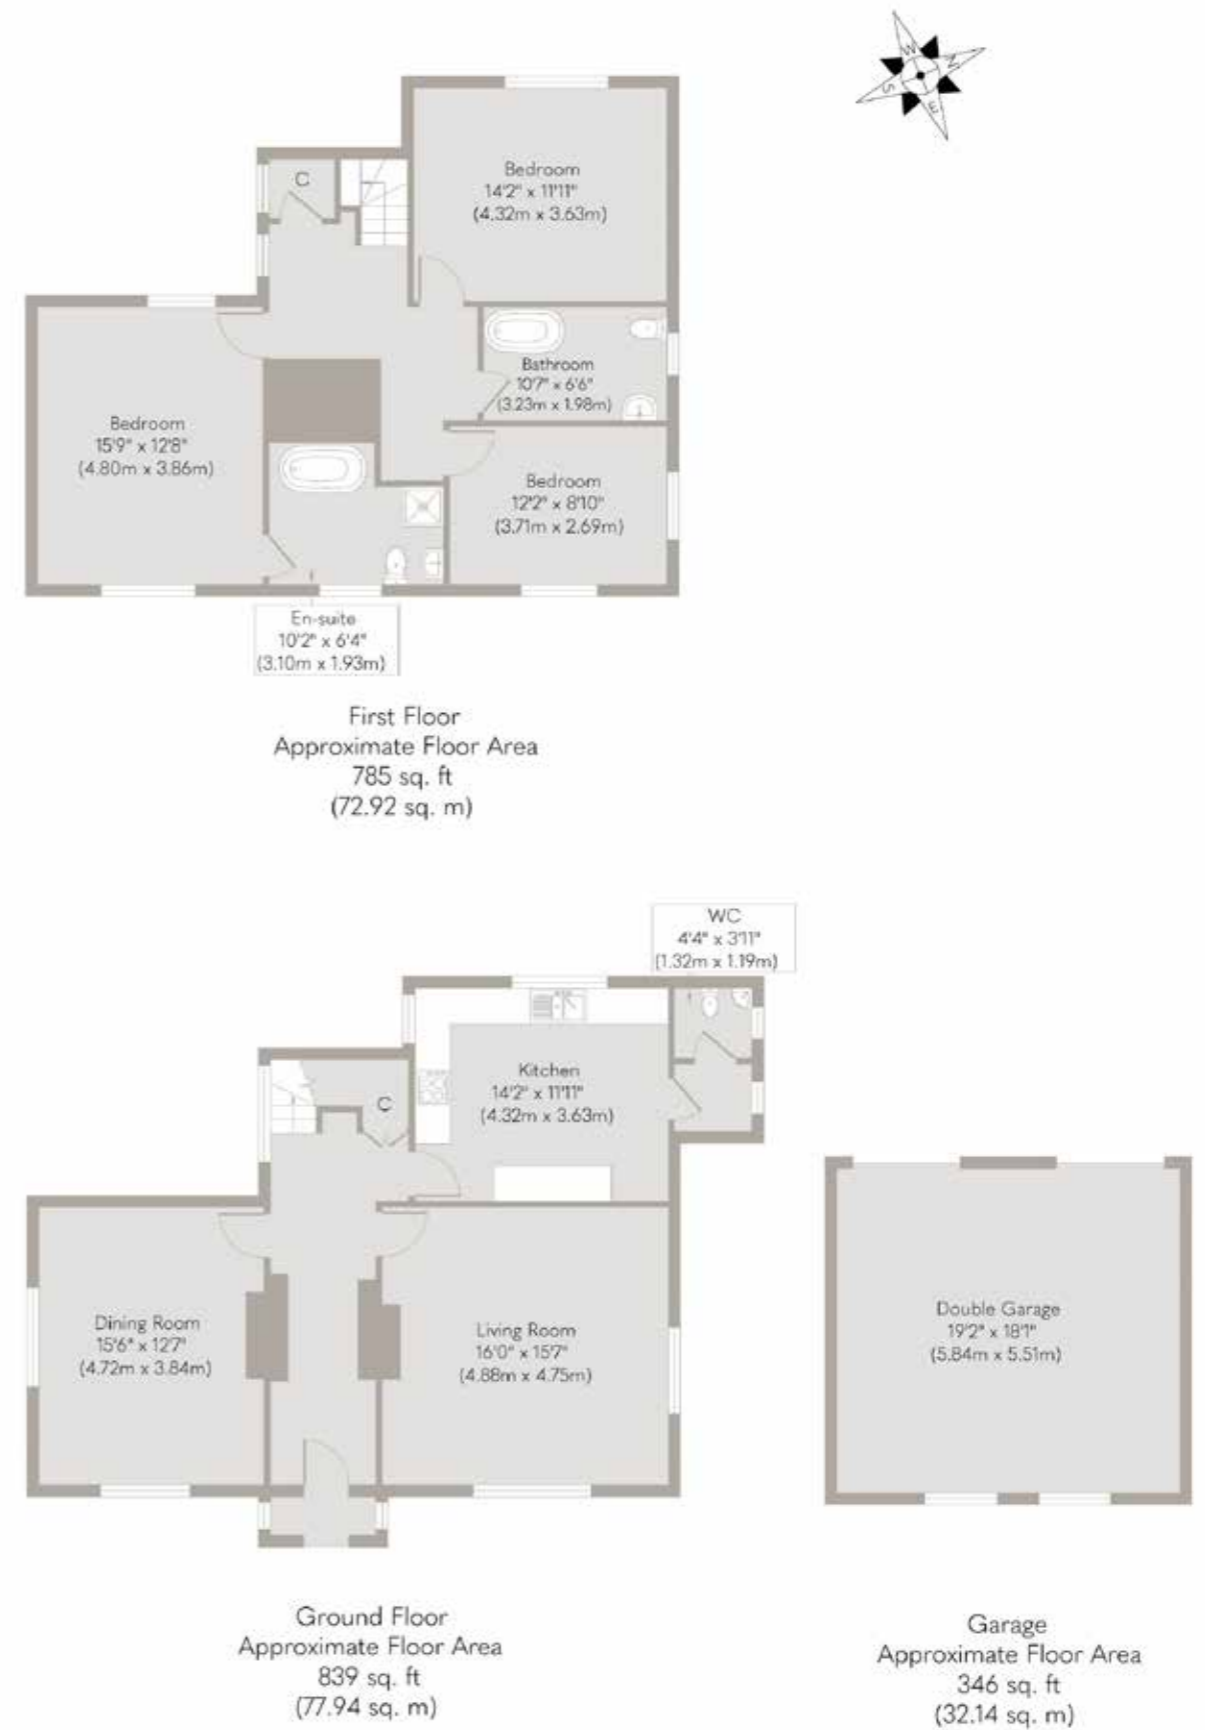 W
N
S
E
Bedroom
14'2" x 11'11"
(4.32m x 3.63m)
C
Bathroom
10'7" x 6'6"
(3.23m x 1.98m)
Bedroom
15'9" x 12'8"
(4.80m x 3.86m)
Bedroom
12'2" x 8'10"
(3.71m x 2.69m)
En-suite
10'2" x 6'4"
(3.10m x 1.93m)
First Floor
Approximate Floor Area
785 sq. ft
(72.92 sq. m)
WC
4'4" x 3'11"
(1.32m x 1.19m)
Kitchen
14'2" x 11'11"
(4.32m x 3.63m)
C
Dining Room
15'6" x 12'7"
(4.72m x 3.84m)
Living Room
16'0" x 15'7"
(4.88m x 4.75m)
Double Garage
19'2" x 18'1"
(5.84m x 5.51m)
Ground Floor
Approximate Floor Area
839 sq. ft
(77.94 sq. m)
Garage
Approximate Floor Area
346 sq. ft
(32.14 sq. m)